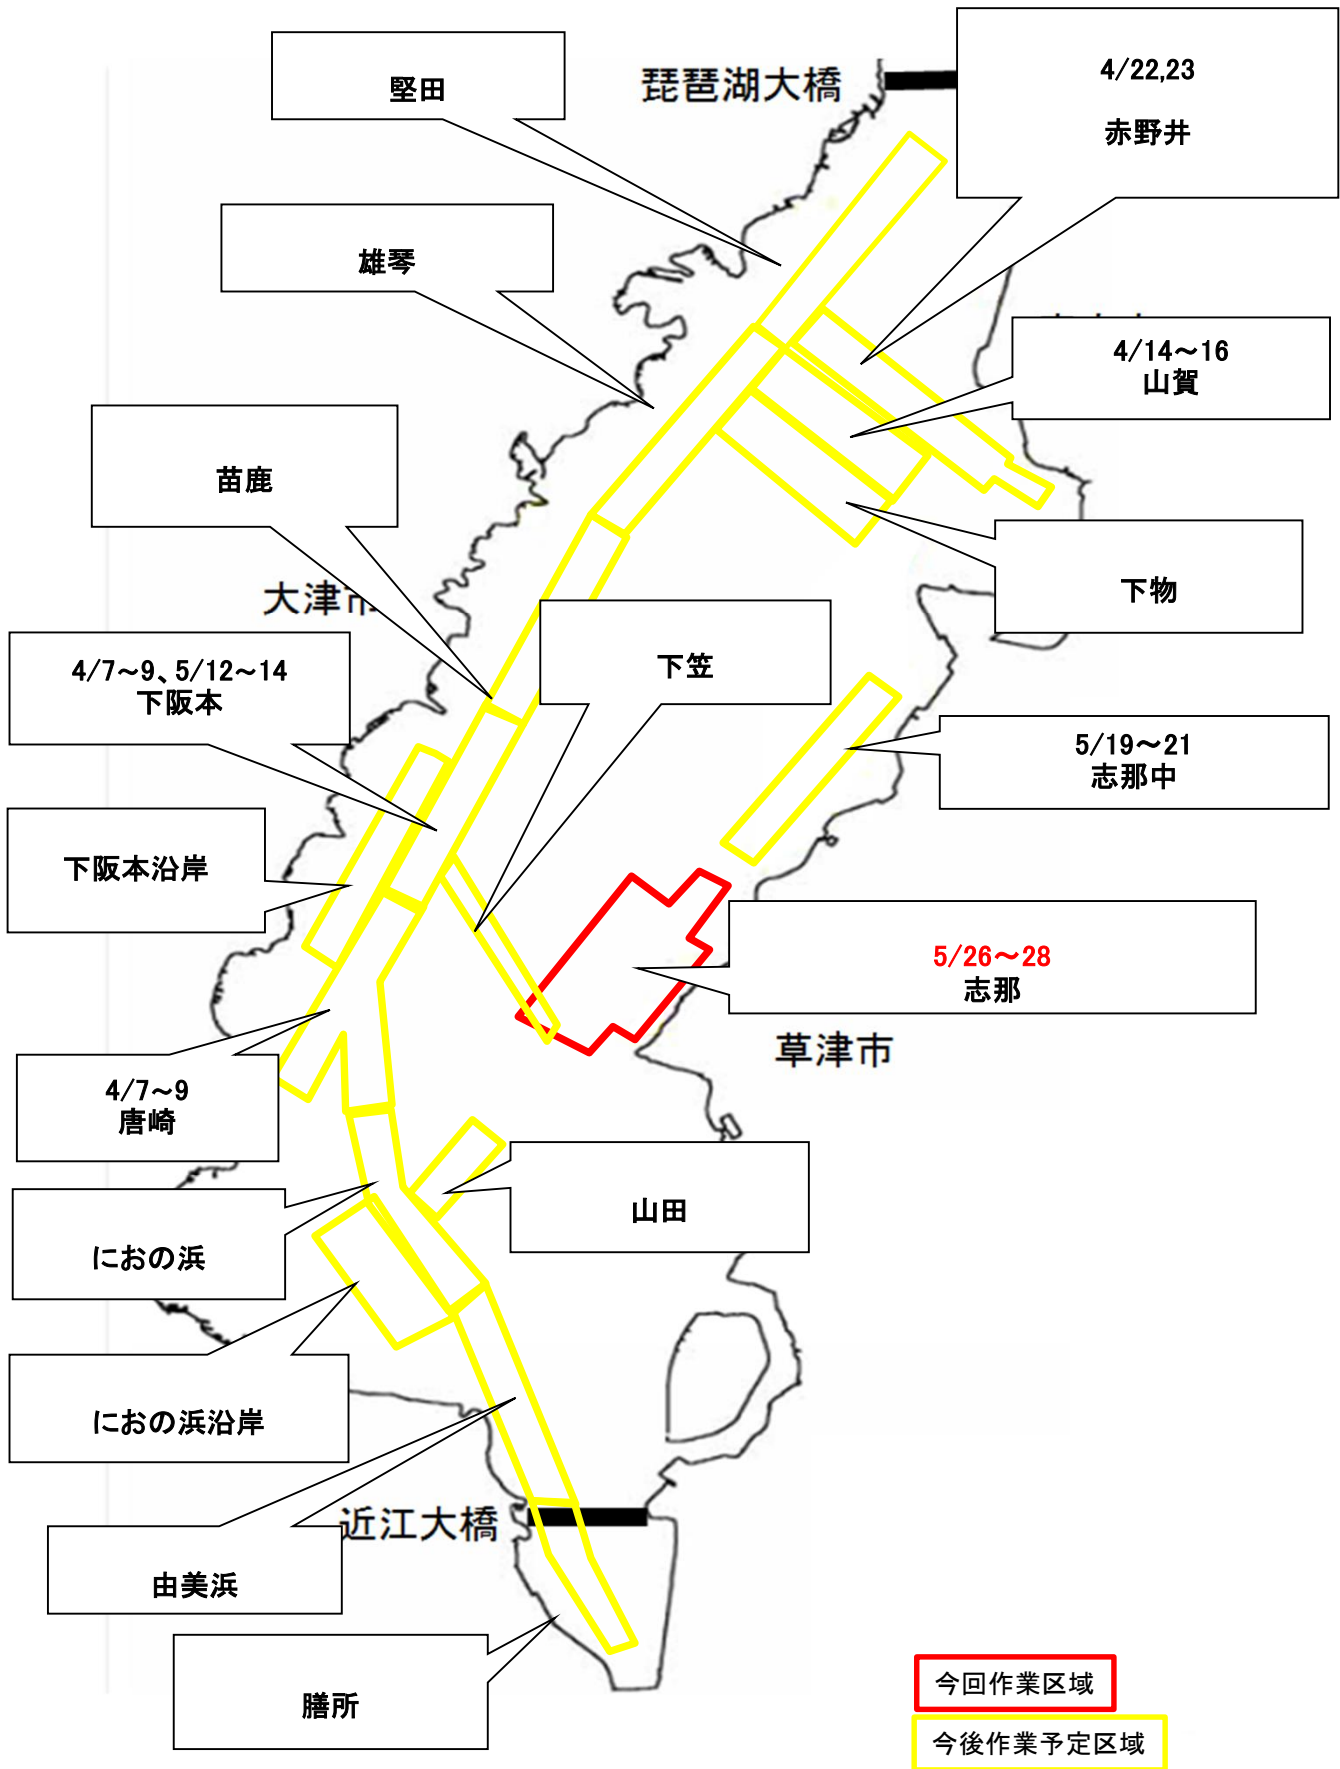 琵琶湖大橋
4/22,23
赤野井
堅田
雄琴
4/14～16
山賀
苗鹿
下物
大津市
下笠
4/7～9、5/12～14
下阪本
5/19～21
志那中
下阪本沿岸
5/26～28
志那
草津市
4/7～9
唐崎
山田
におの浜
におの浜沿岸
近江大橋
由美浜
膳所
今回作業区域
今後作業予定区域